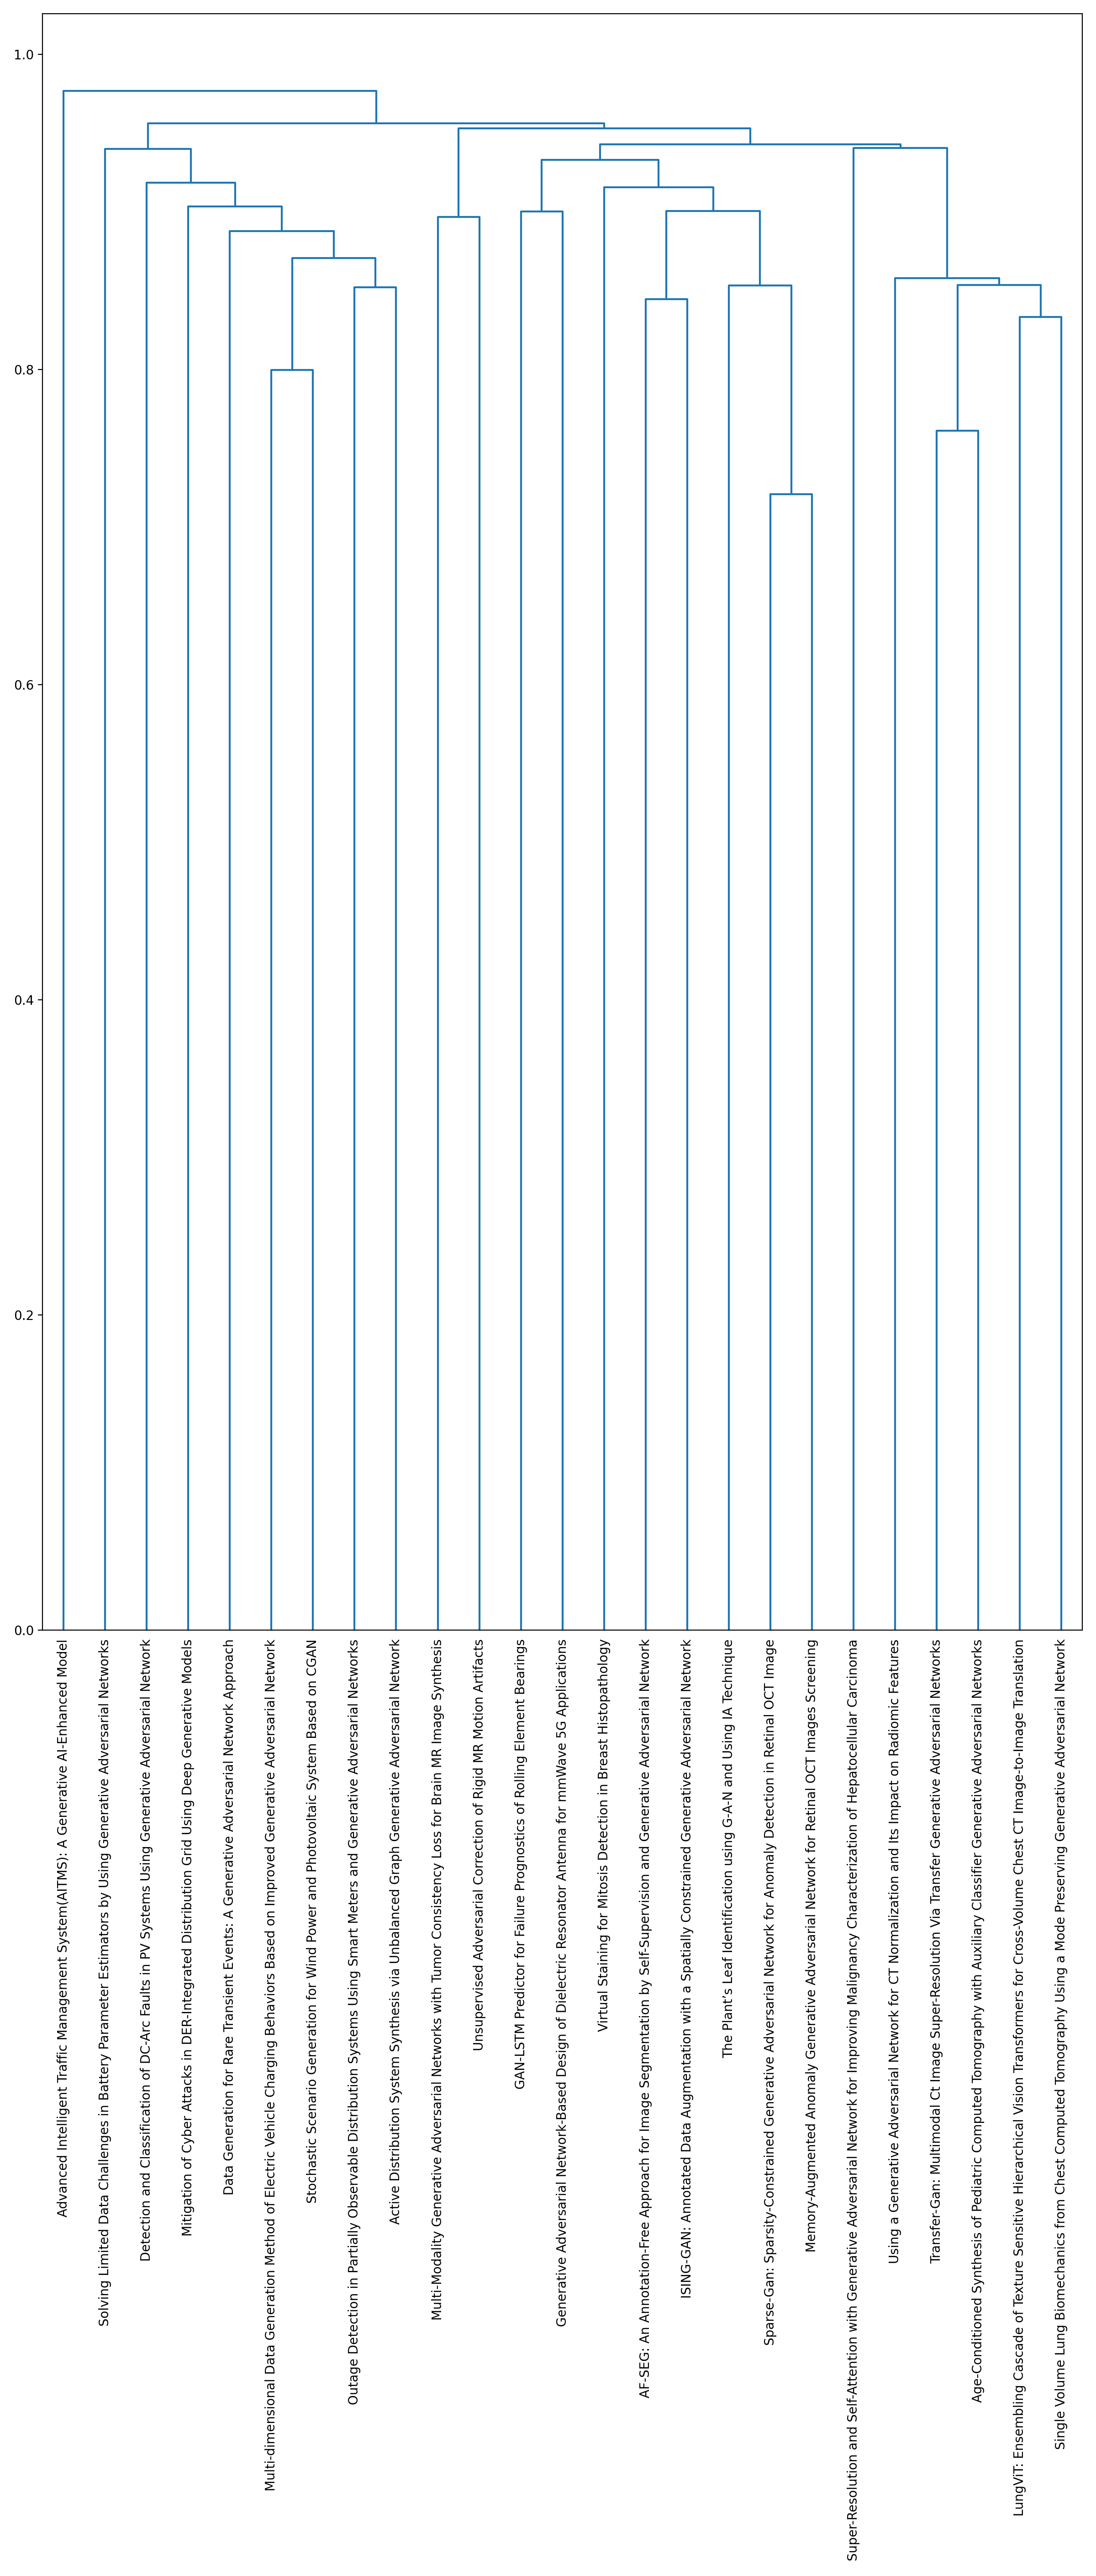 1.0
0.8
0.6
0.4
0.2
0.0
Advanced Intelligent Traffic Management System(AITMS): A Generative AI-Enhanced Model
Solving Limited Data Challenges in Battery Parameter Estimators by Using Generative Adversarial Networks
Detection and Classification of DC-Arc Faults in PV Systems Using Generative Adversarial Network
Mitigation of Cyber Attacks in DER-Integrated Distribution Grid Using Deep Generative Models
Data Generation for Rare Transient Events: A Generative Adversarial Network Approach
Multi-dimensional Data Generation Method of Electric Vehicle Charging Behaviors Based on Improved Generative Adversarial Network
Stochastic Scenario Generation for Wind Power and Photovoltaic System Based on CGAN
Outage Detection in Partially Observable Distribution Systems Using Smart Meters and Generative Adversarial Networks
Active Distribution System Synthesis via Unbalanced Graph Generative Adversarial Network
Multi-Modality Generative Adversarial Networks with Tumor Consistency Loss for Brain MR Image Synthesis
Unsupervised Adversarial Correction of Rigid MR Motion Artifacts
GAN-LSTM Predictor for Failure Prognostics of Rolling Element Bearings
Generative Adversarial Network-Based Design of Dielectric Resonator Antenna for mmWave 5G Applications
Virtual Staining for Mitosis Detection in Breast Histopathology
AF-SEG: An Annotation-Free Approach for Image Segmentation by Self-Supervision and Generative Adversarial Network
ISING-GAN: Annotated Data Augmentation with a Spatially Constrained Generative Adversarial Network
The Plant's Leaf Identification using G-A-N and Using IA Technique
Sparse-Gan: Sparsity-Constrained Generative Adversarial Network for Anomaly Detection in Retinal OCT Image
Memory-Augmented Anomaly Generative Adversarial Network for Retinal OCT Images Screening
Super-Resolution and Self-Attention with Generative Adversarial Network for Improving Malignancy Characterization of Hepatocellular Carcinoma
Using a Generative Adversarial Network for CT Normalization and Its Impact on Radiomic Features
Transfer-Gan: Multimodal Ct Image Super-Resolution Via Transfer Generative Adversarial Networks
Age-Conditioned Synthesis of Pediatric Computed Tomography with Auxiliary Classifier Generative Adversarial Networks
LungViT: Ensembling Cascade of Texture Sensitive Hierarchical Vision Transformers for Cross-Volume Chest CT Image-to-Image Translation
Single Volume Lung Biomechanics from Chest Computed Tomography Using a Mode Preserving Generative Adversarial Network